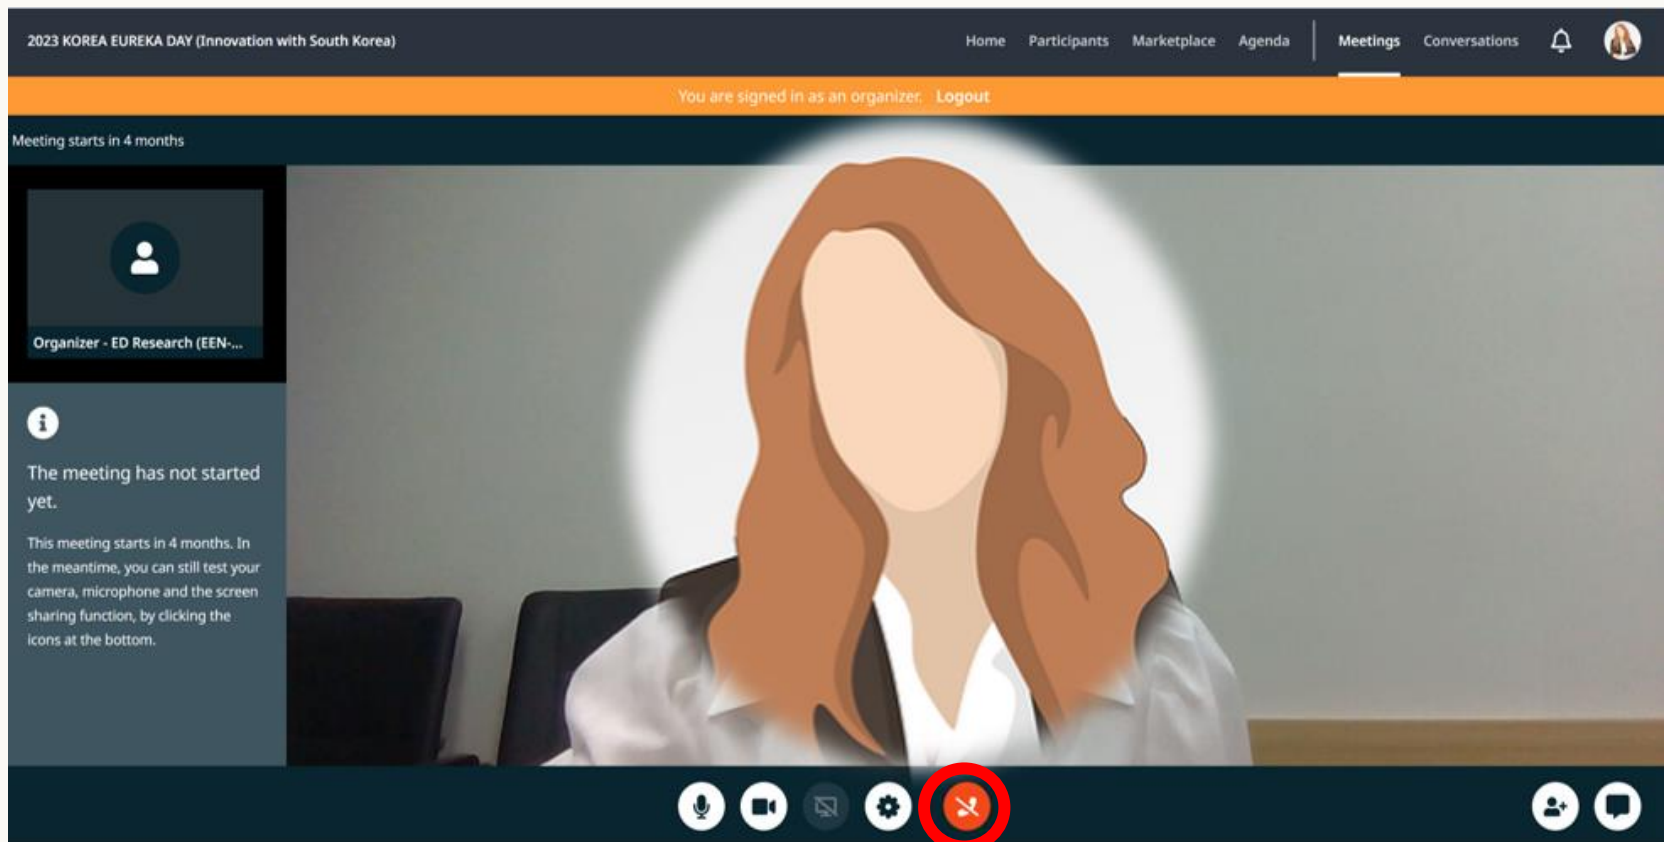 2023 KOREA EUREKA DAY (Innovation with South Korea)
Home Participants Marketplace Agenda Meetings Conversations
You are signed in as an organizer. Logout
Meeting starts in 4 months
Organizer - ED Research (EEN-...
The meeting has not started
yet.
This meeting starts in 4 months. In
the meantime, you can still test your
camera, microphone and the screen
sharing function, by clicking the
icons at the bottom.